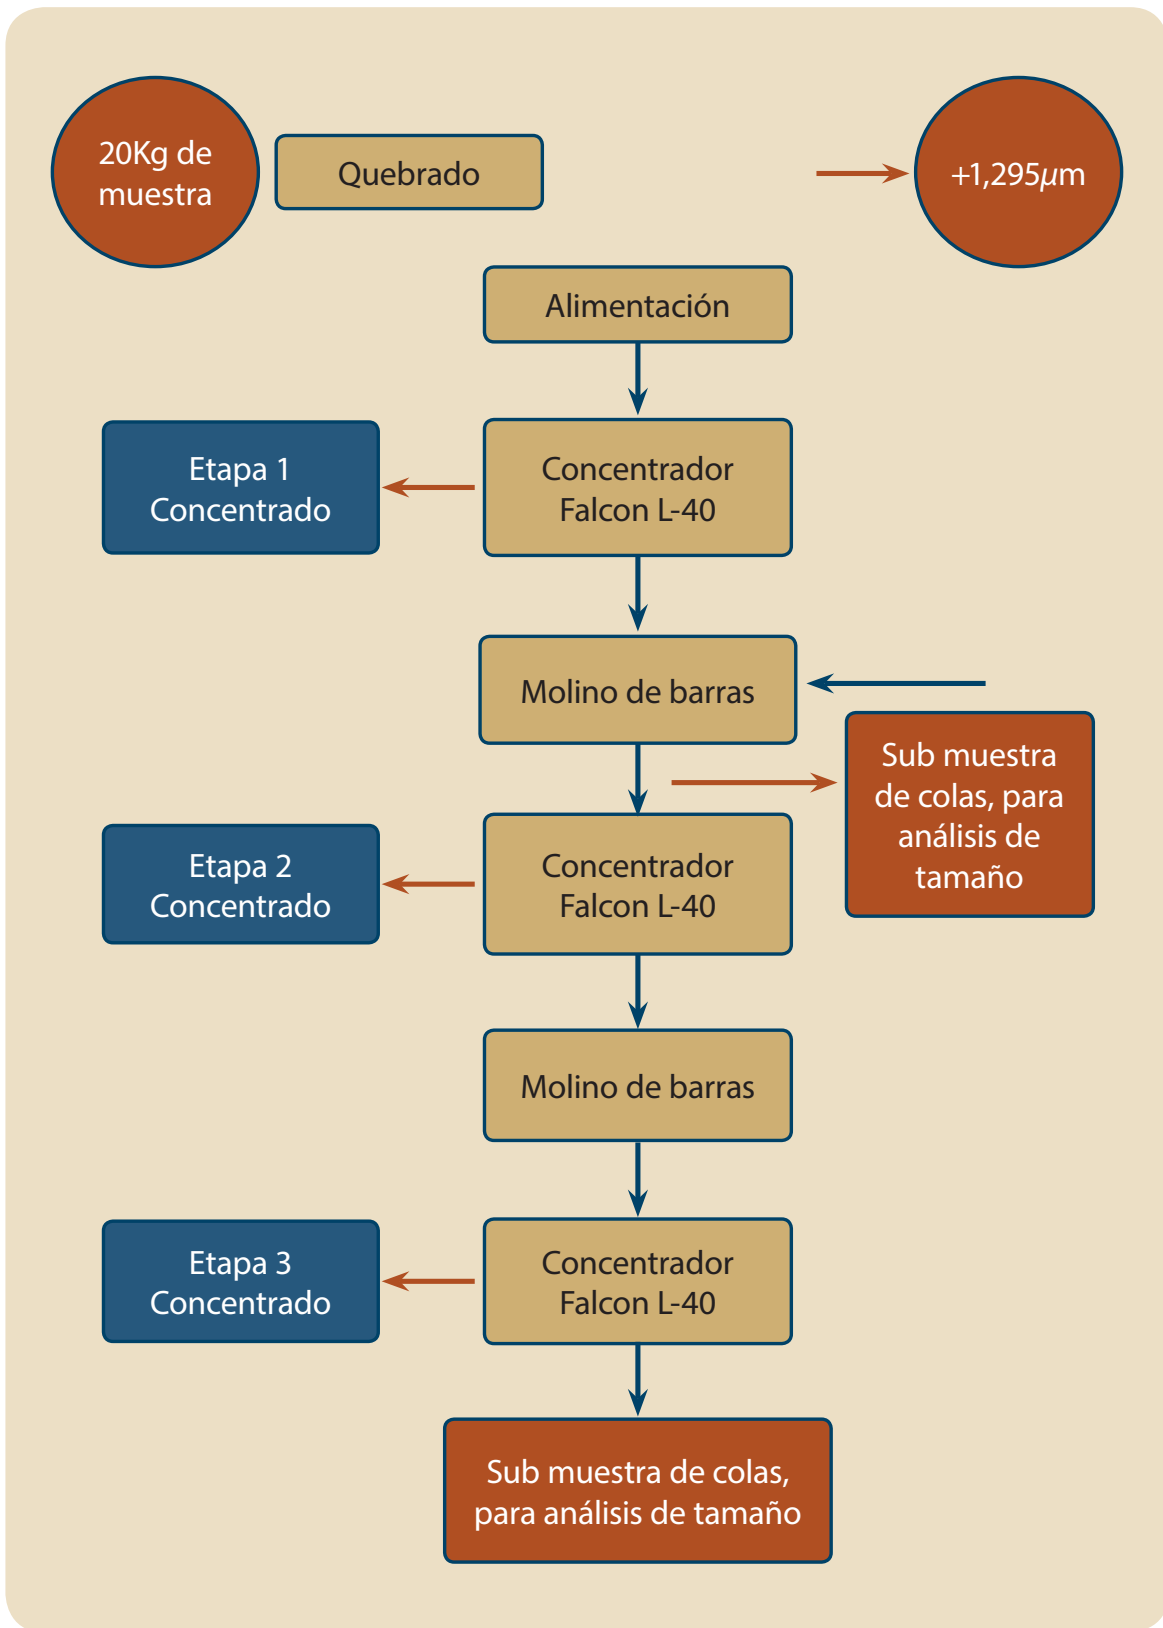 20Kg de
muestra
Quebrado
+1,295µm
Alimentación
Etapa 1
Concentrado
Concentrador
Falcon L-40
Molino de barras
Sub muestra
de colas, para
análisis de
tamaño
Etapa 2
Concentrado
Concentrador
Falcon L-40
Molino de barras
Etapa 3
Concentrado
Concentrador
Falcon L-40
Sub muestra de colas,
para análisis de tamaño